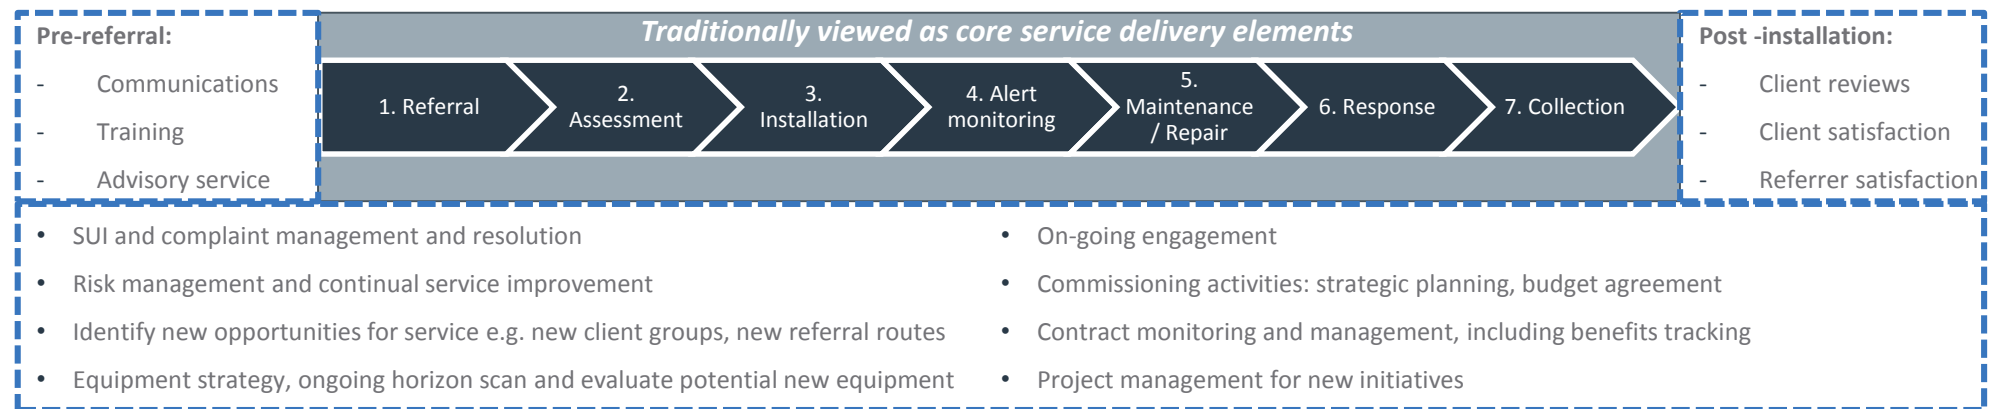 Pre-referral:
- Communications
- Training
- Advisory service
Traditionally viewed as core service delivery elements
1. Referral
2.
Assessment
3.
Installation
4. Alert
monitoring
5.
Maintenance
/ Repair
6. Response
7. Collection
Post -installation:
- Client reviews
- Client satisfaction
- Referrer satisfaction
• SUI and complaint management and resolution
• Risk management and continual service improvement
• Identify new opportunities for service e.g. new client groups, new referral routes
• Equipment strategy, ongoing horizon scan and evaluate potential new equipment
• On-going engagement
• Commissioning activities: strategic planning, budget agreement
• Contract monitoring and management, including benefits tracking
• Project management for new initiatives